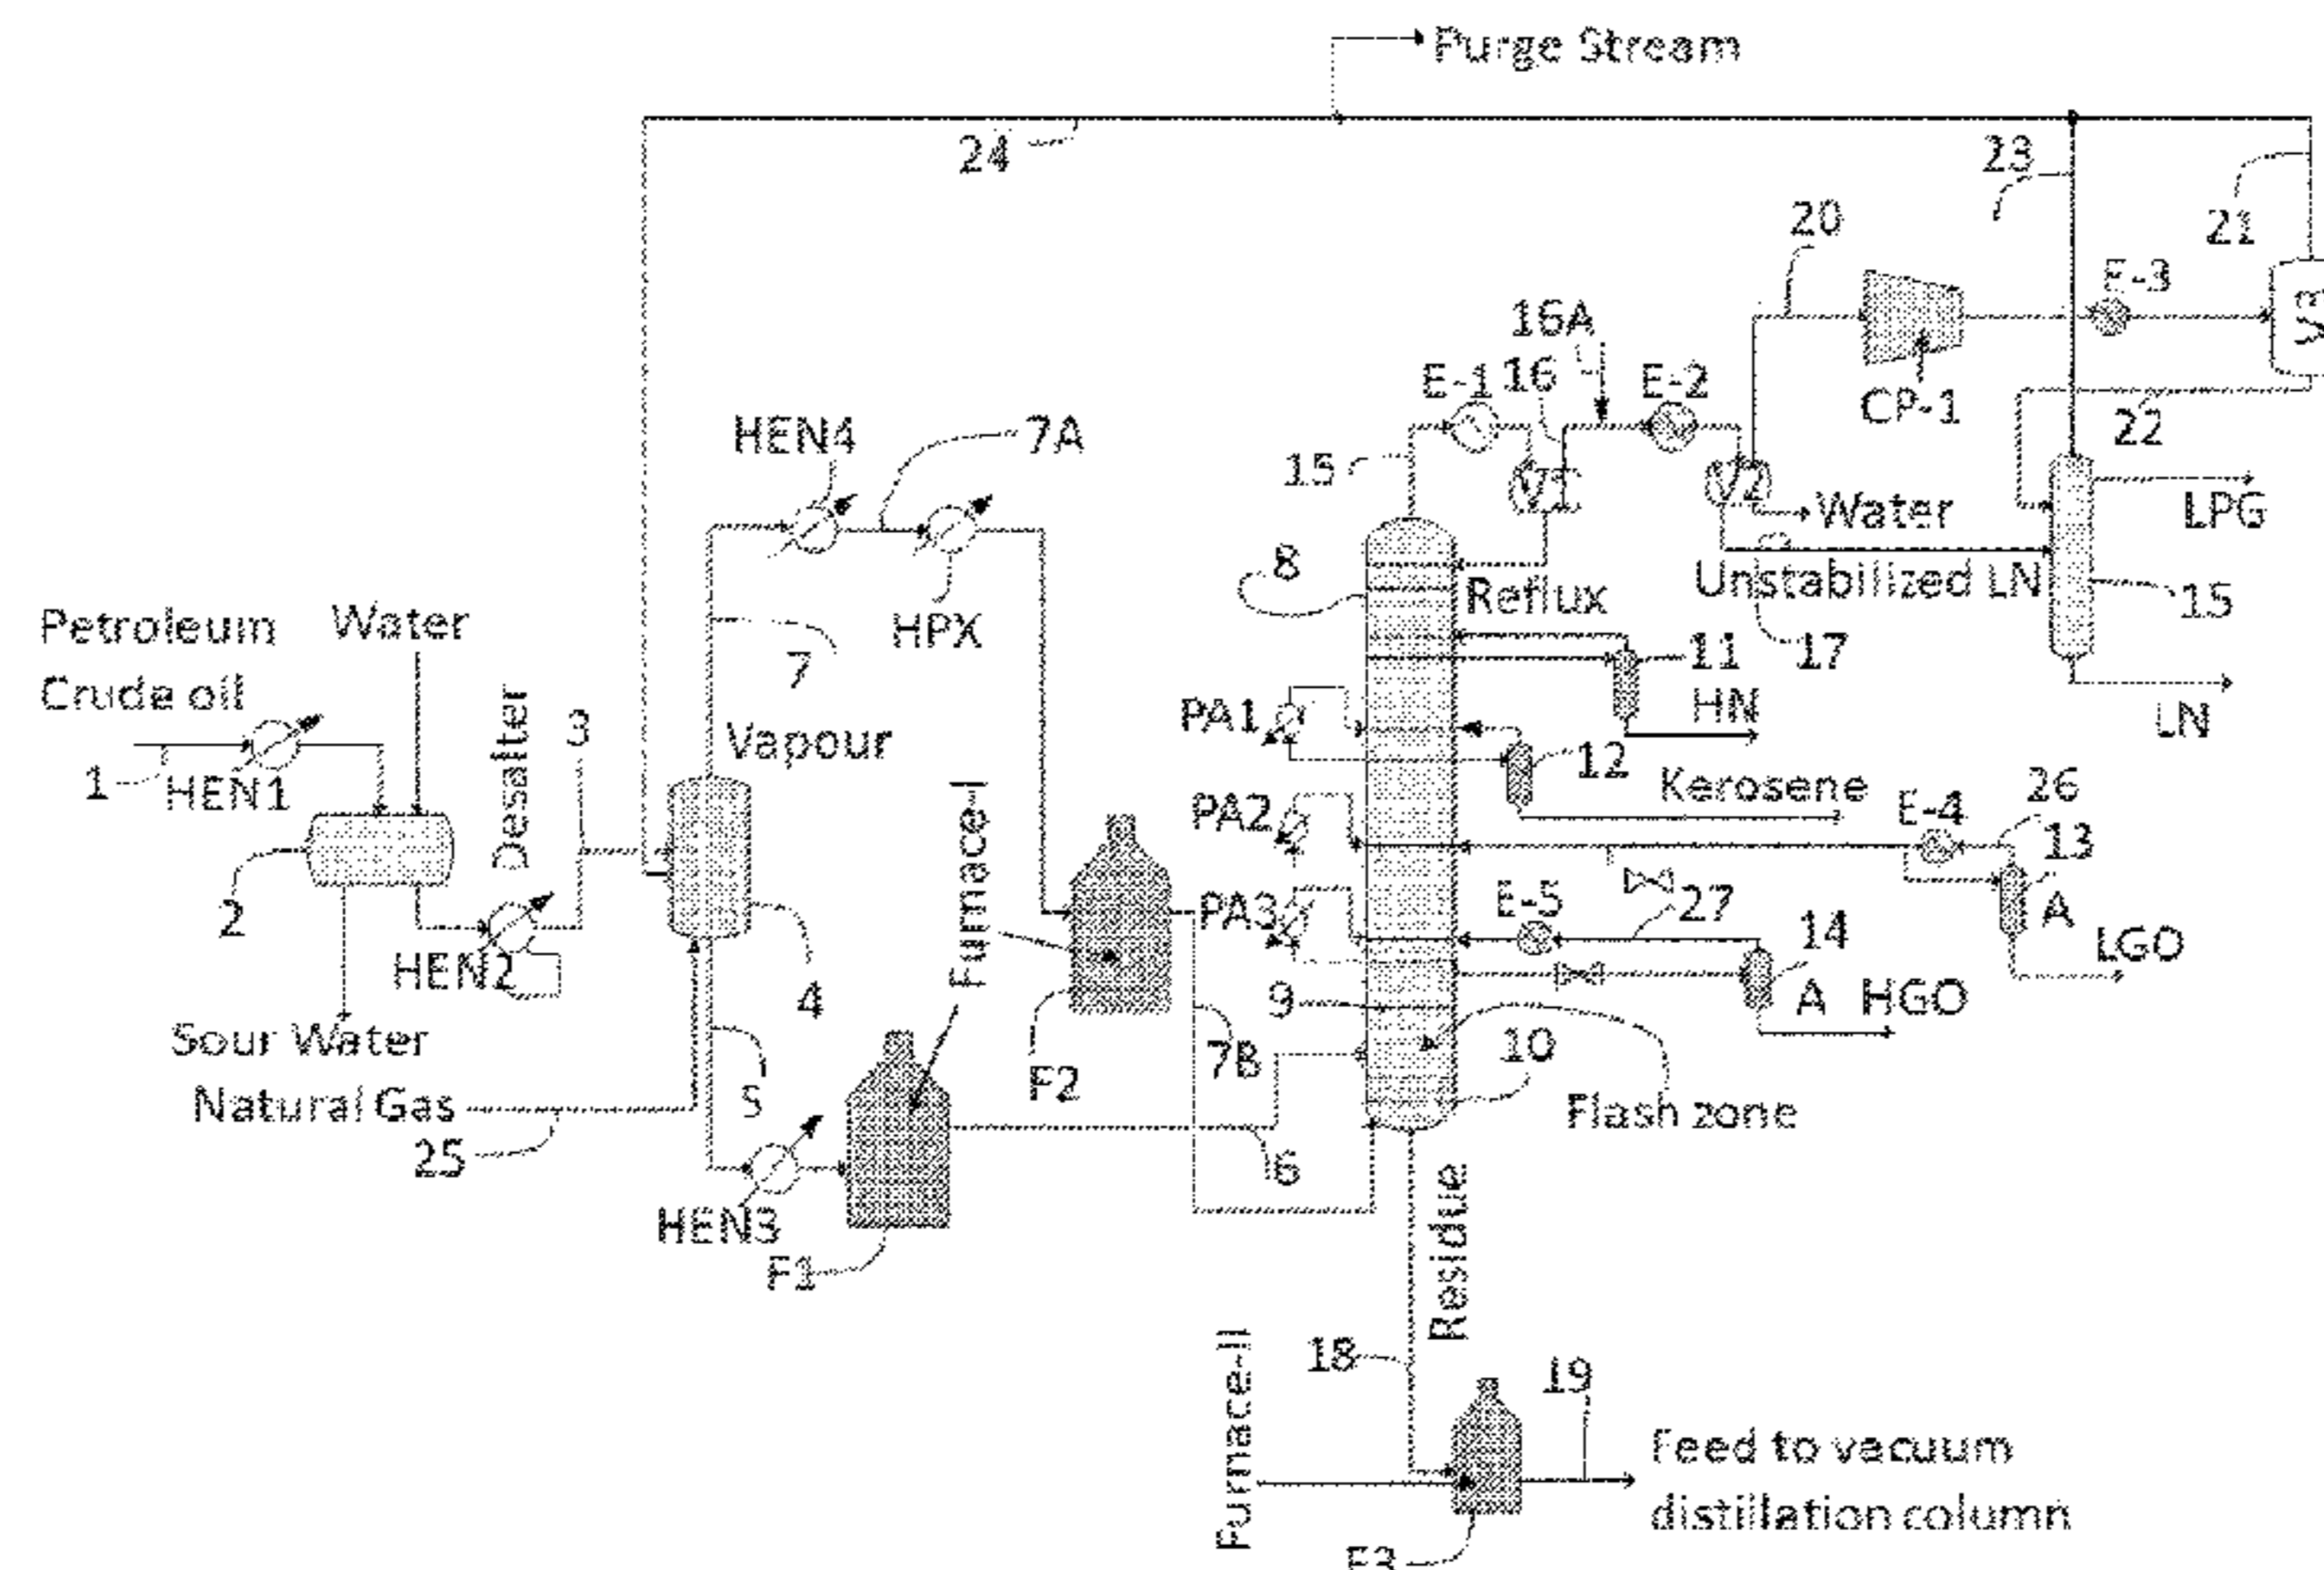 Purge Stream
24
23
21
20
E-3
16A
E-1
16
E-2
CP-1
22
V3
HEN4
7A
15
V1
V2
Water
LPG
8
Reflux
Unstabilized LN
15
HPX
Petroleum
Crude oil
Water
7
11
17
HN
LN
PA1
Desalter
3
Vapour
12
Kerosene
1
HEN1
Furnace-I
PA2
E-4
26
13
2
PA3
E-5
27
A
LGO
HEN2
4
9
14
A
HGO
Sour Water
10
7B
F2
Natural Gas
5
Flash zone
25
6
HEN3
F1
Residue
Furnace-II
18
19
Feed to vacuum
distillation column
F3